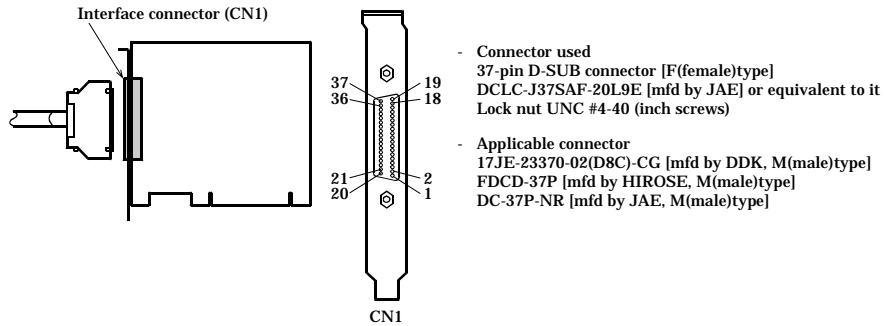 Interface connector (CN1)
37
36
21
20
19
18
2
1
CN1
- Connector used
37-pin D-SUB connector [F(female)type]
DCLC-J37SAF-20L9E [mfd by JAE] or equivalent to it
Lock nut UNC #4-40 (inch screws)
- Applicable connector
17JE-23370-02(D8C)-CG [mfd by DDK, M(male)type]
FDCD-37P [mfd by HIROSE, M(male)type]
DC-37P-NR [mfd by JAE, M(male)type]